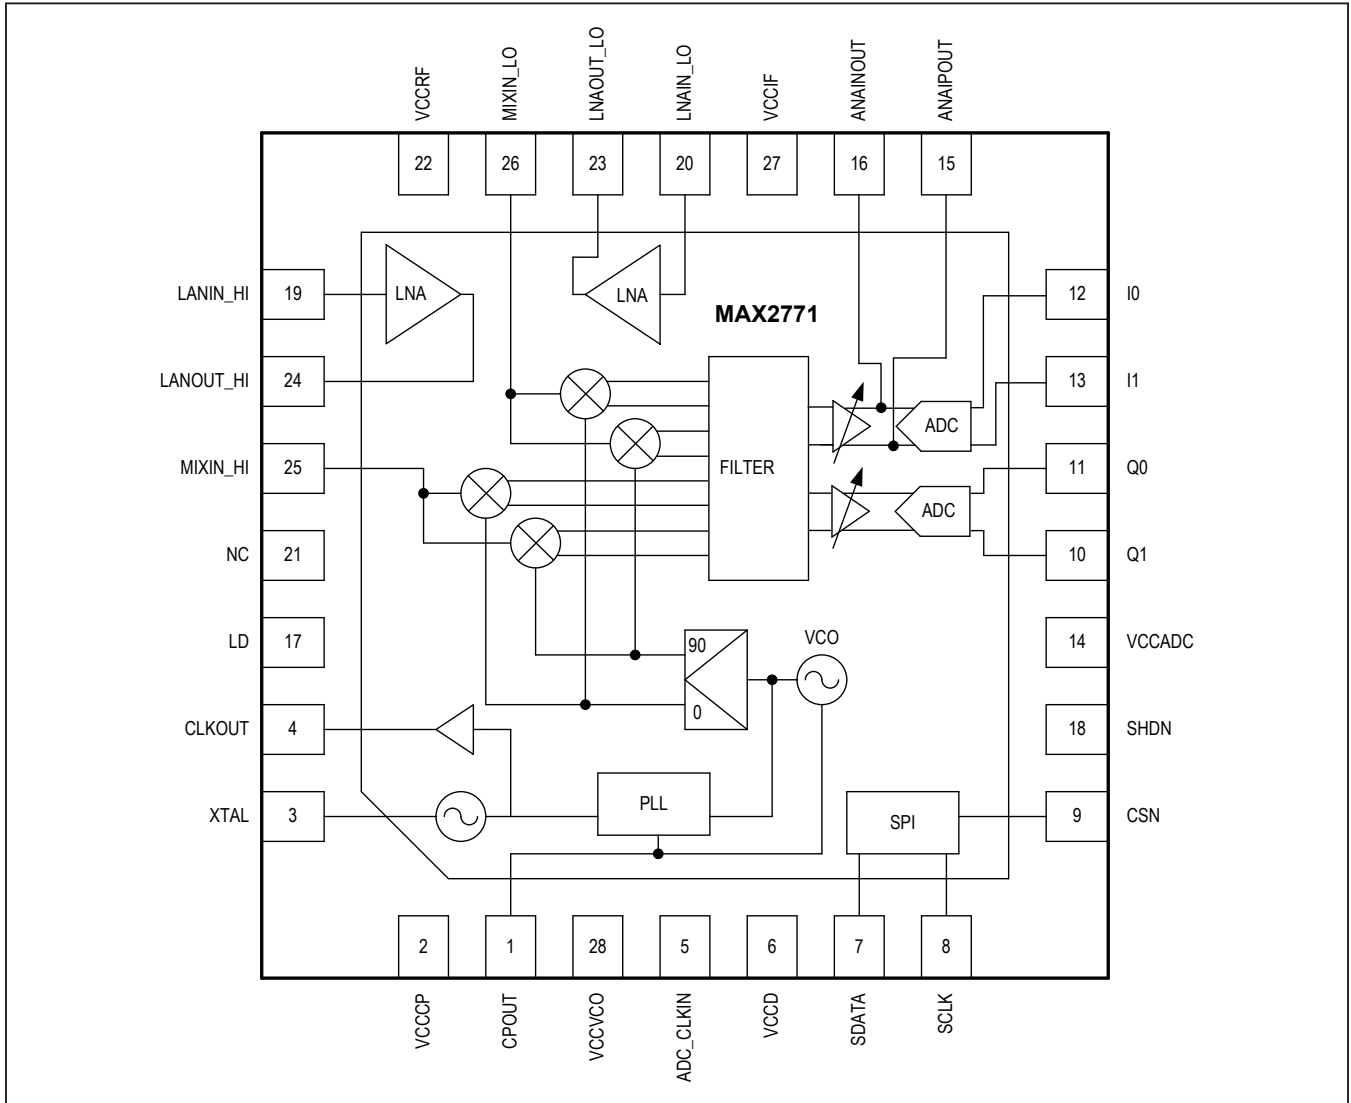 VCCRF
MIXIN_LO
LNAOUT_LO
LNAIN_LO
VCCIF
ANAINOUT
ANAIPOUT
22
26
23
20
27
16
15
LANIN_HI
19
LNA
LNA
MAX2771
12
I0
LANOUT_HI
24
13
I1
ADC
MIXIN_HI
25
FILTER
11
Q0
ADC
NC
21
10
Q1
LD
17
90
VCO
14
VCCADC
0
CLKOUT
4
18
SHDN
XTAL
3
PLL
SPI
9
CSN
2
1
28
5
6
7
8
VCCCP
CPOUT
VCCVCO
ADC_CLKIN
VCCD
SDATA
SCLK